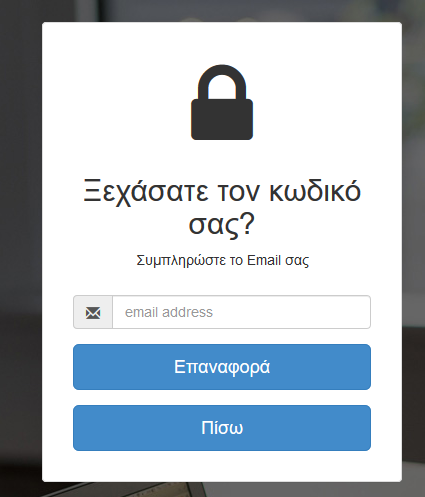 Ξεχάσατε τον κωδικό
σας?
Συμπληρώστε το Email σας
email address
Επαναφορά
Πίσω